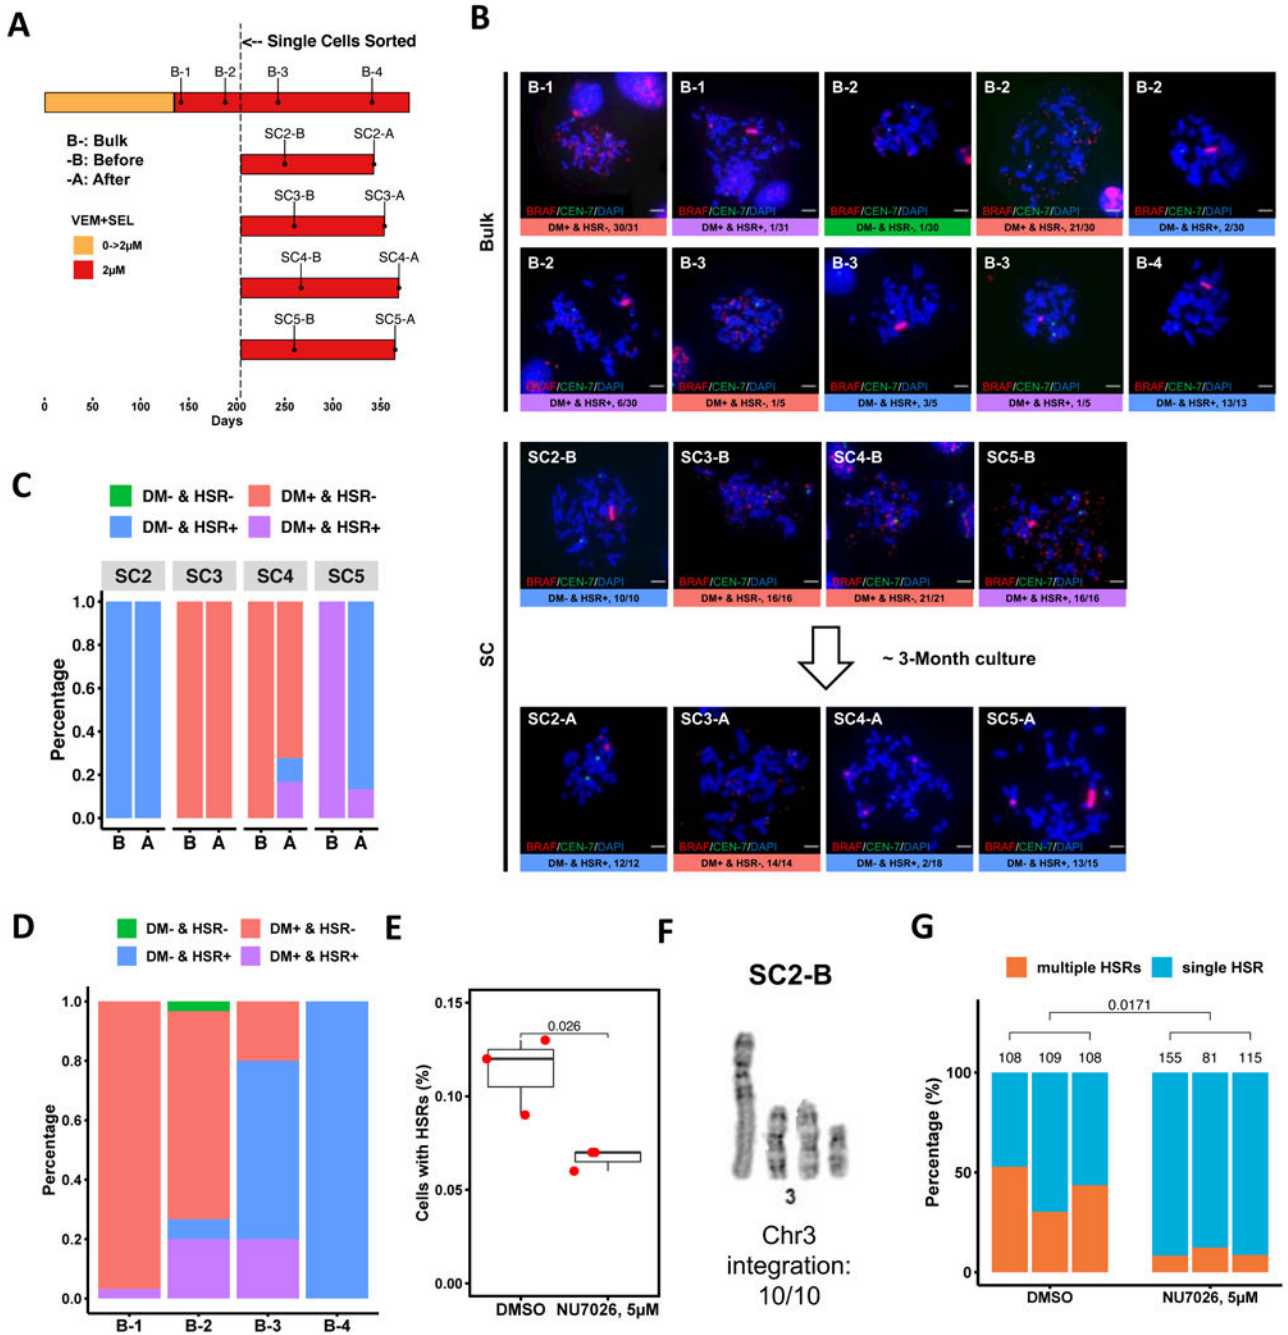 A
<-- Single Cells Sorted
B-1
B-2
B-3
B-4
B-: Bulk
-B: Before
-A: After
SC2-B
SC2-A
SC3-B
SC3-A
VEM+SEL
0->2µM
2µM
SC4-B
SC4-A
SC5-B
SC5-A
0
50
100
150
200
250
300
350
Days
B
Bulk
B-1
BRAF/CEN-7/DAPI
DM+ & HSR-, 30/31
B-1
BRAF/CEN-7/DAPI
DM+ & HSR+, 1/31
B-2
BRAF/CEN-7/DAPI
DM- & HSR-, 1/30
B-2
BRAF/CEN-7/DAPI
DM+ & HSR-, 21/30
B-2
BRAF/CEN-7/DAPI
DM- & HSR+, 2/30
B-2
BRAF/CEN-7/DAPI
DM+ & HSR+, 6/30
B-3
BRAF/CEN-7/DAPI
DM+ & HSR-, 1/5
B-3
BRAF/CEN-7/DAPI
DM- & HSR+, 3/5
B-3
BRAF/CEN-7/DAPI
DM+ & HSR+, 1/5
B-4
BRAF/CEN-7/DAPI
DM- & HSR+, 13/13
SC
SC2-B
BRAF/CEN-7/DAPI
DM- & HSR+, 10/10
SC3-B
BRAF/CEN-7/DAPI
DM+ & HSR-, 16/16
SC4-B
BRAF/CEN-7/DAPI
DM+ & HSR-, 21/21
SC5-B
BRAF/CEN-7/DAPI
DM+ & HSR+, 16/16
~ 3-Month culture
SC2-A
BRAF/CEN-7/DAPI
DM- & HSR+, 12/12
SC3-A
BRAF/CEN-7/DAPI
DM+ & HSR-, 14/14
SC4-A
BRAF/CEN-7/DAPI
DM- & HSR+, 2/18
SC5-A
BRAF/CEN-7/DAPI
DM- & HSR+, 13/15
C
DM- & HSR-
DM+ & HSR-
DM- & HSR+
DM+ & HSR+
SC2
SC3
SC4
SC5
Percentage
1.0
0.8
0.6
0.4
0.2
0.0
B
A
B
A
B
A
B
A
D
DM- & HSR-
DM+ & HSR-
DM- & HSR+
DM+ & HSR+
Percentage
1.0
0.8
0.6
0.4
0.2
0.0
B-1
B-2
B-3
B-4
E
Cells with HSRs (%)
0.15
0.10
0.05
0.00
0.026
DMSO
NU7026, 5µM
F
SC2-B
3
Chr3
integration:
10/10
G
multiple HSRs
single HSR
0.0171
108
109
108
155
81
115
Percentage (%)
100
50
0
DMSO
NU7026, 5µM